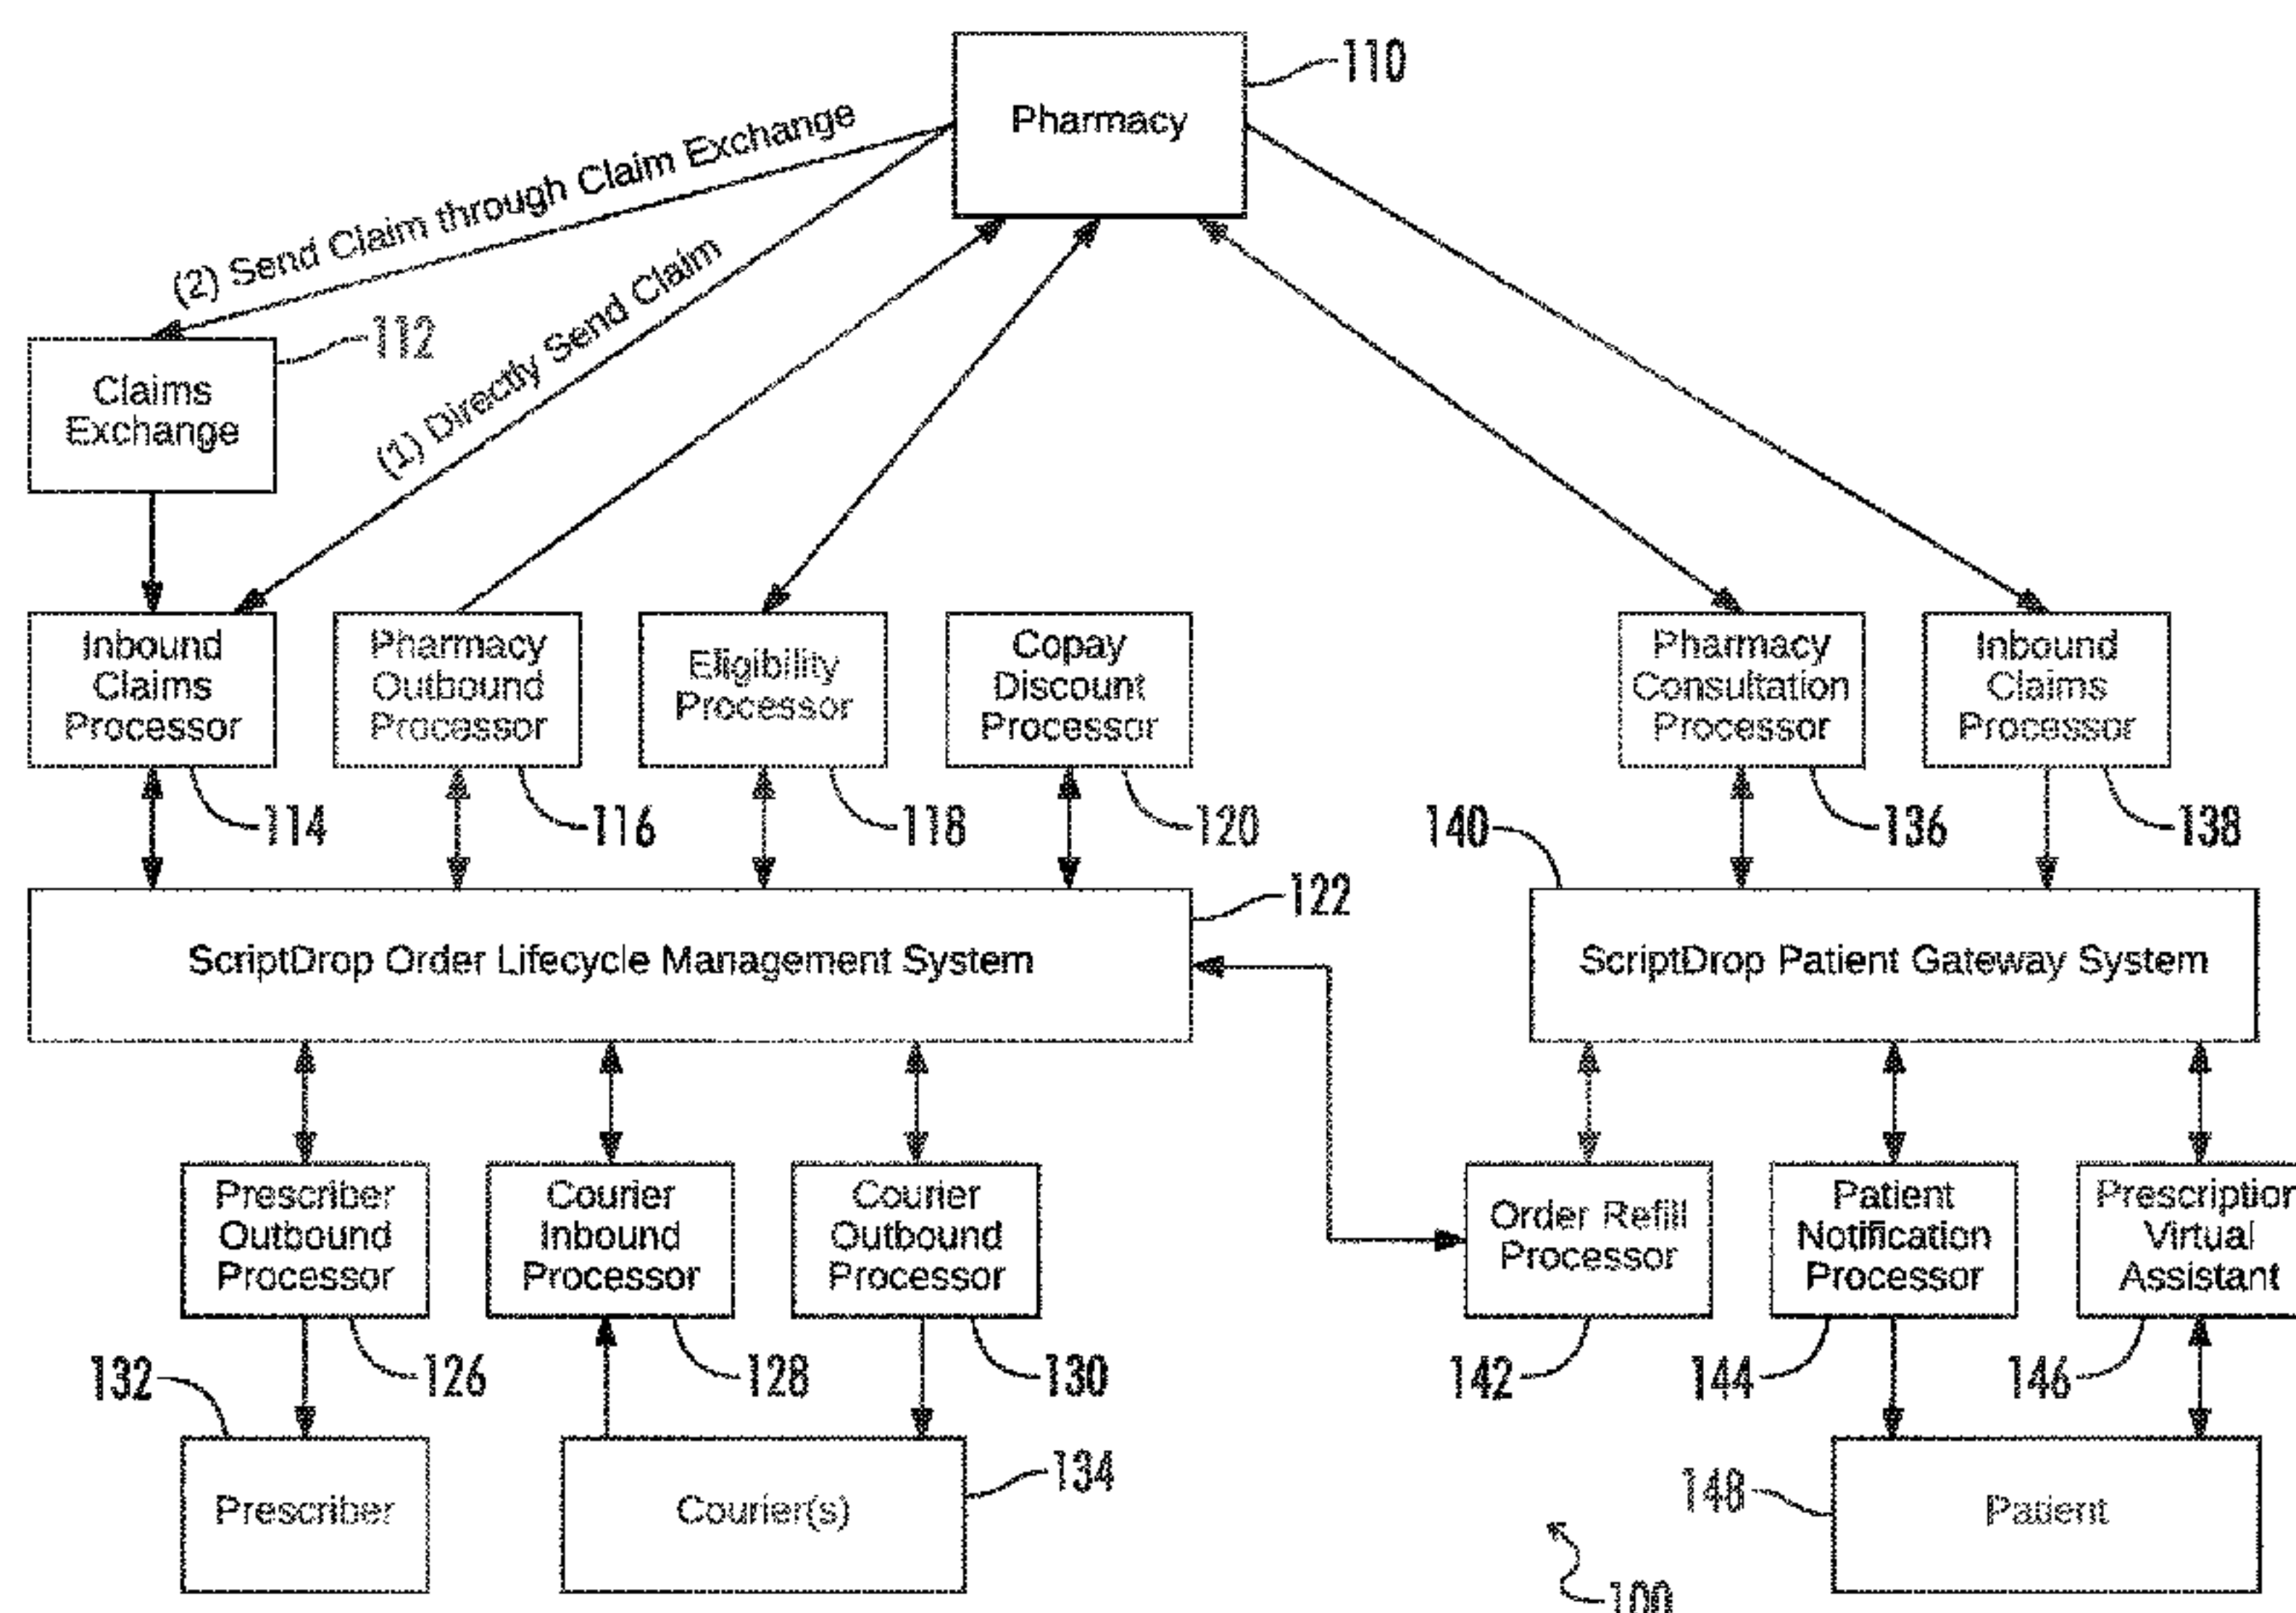 110
Pharmacy
(2) Send Claim through Claim Exchange
(1) Directly Send Claim
112
Claims
Exchange
Inbound
Claims
Processor
Pharmacy
Outbound
Processor
Eligibility
Processor
Copay
Discount
Processor
Pharmacy
Consultation
Processor
Inbound
Claims
Processor
114
116
118
120
140
136
138
122
ScriptDrop Order Lifecycle Management System
ScriptDrop Patient Gateway System
Prescriber
Outbound
Processor
Courier
Inbound
Processor
Courier
Outbound
Processor
Order Refill
Processor
Patient
Notification
Processor
Prescription
Virtual
Assistant
132
126
128
130
142
144
146
134
148
Prescriber
Courier(s)
Patient
100